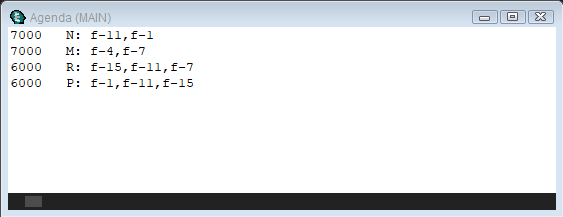 Agenda (MAIN)
7000   N: f-11,f-1
7000   M: f-4,f-7
6000   R: f-15,f-11,f-7
6000   P: f-1,f-11,f-15